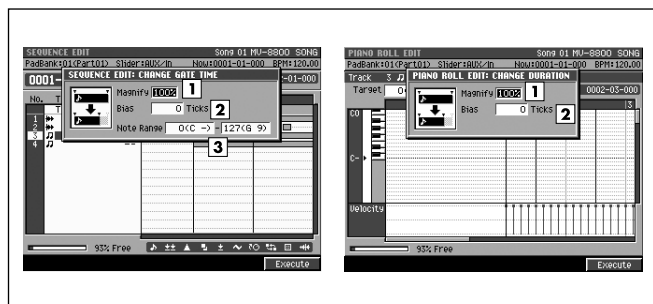 SEQUENCE EDIT Song 01 MV-8800 SONG
PadBank:01(Part01) Slider:AUX/In Now:0001-01-000 BPM:120.00
0001- -01-000
SEQUENCE EDIT: CHANGE GATE TIME
Magnify 100% 1
Bias 0 Ticks 2
Note Range 0(C -)-127(G 9)
3
No. T
1
2
3
4
93% Free
Execute
PIANO ROLL EDIT Song 01 MV-8800 SONG
PadBank:01(Part01) Slider:AUX/In Now:0001-01-000 BPM:120.00
Track 3
Target 0 0002-03-000
PIANO ROLL EDIT: CHANGE DURATION
Magnify 100% 1
Bias 0 Ticks 2
|3
C0
C-
Velocity
93% Free
Execute